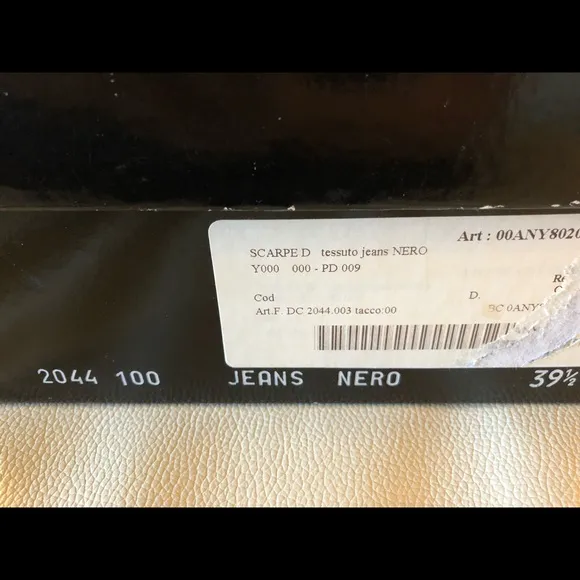 Art : 00ANY802
SCARPE D tessuto jeans NERO
Y000 000 - PD 009
Cod D.
Art.F. DC 2044.003 tacco:00
2044 100 JEANS NERO 39½